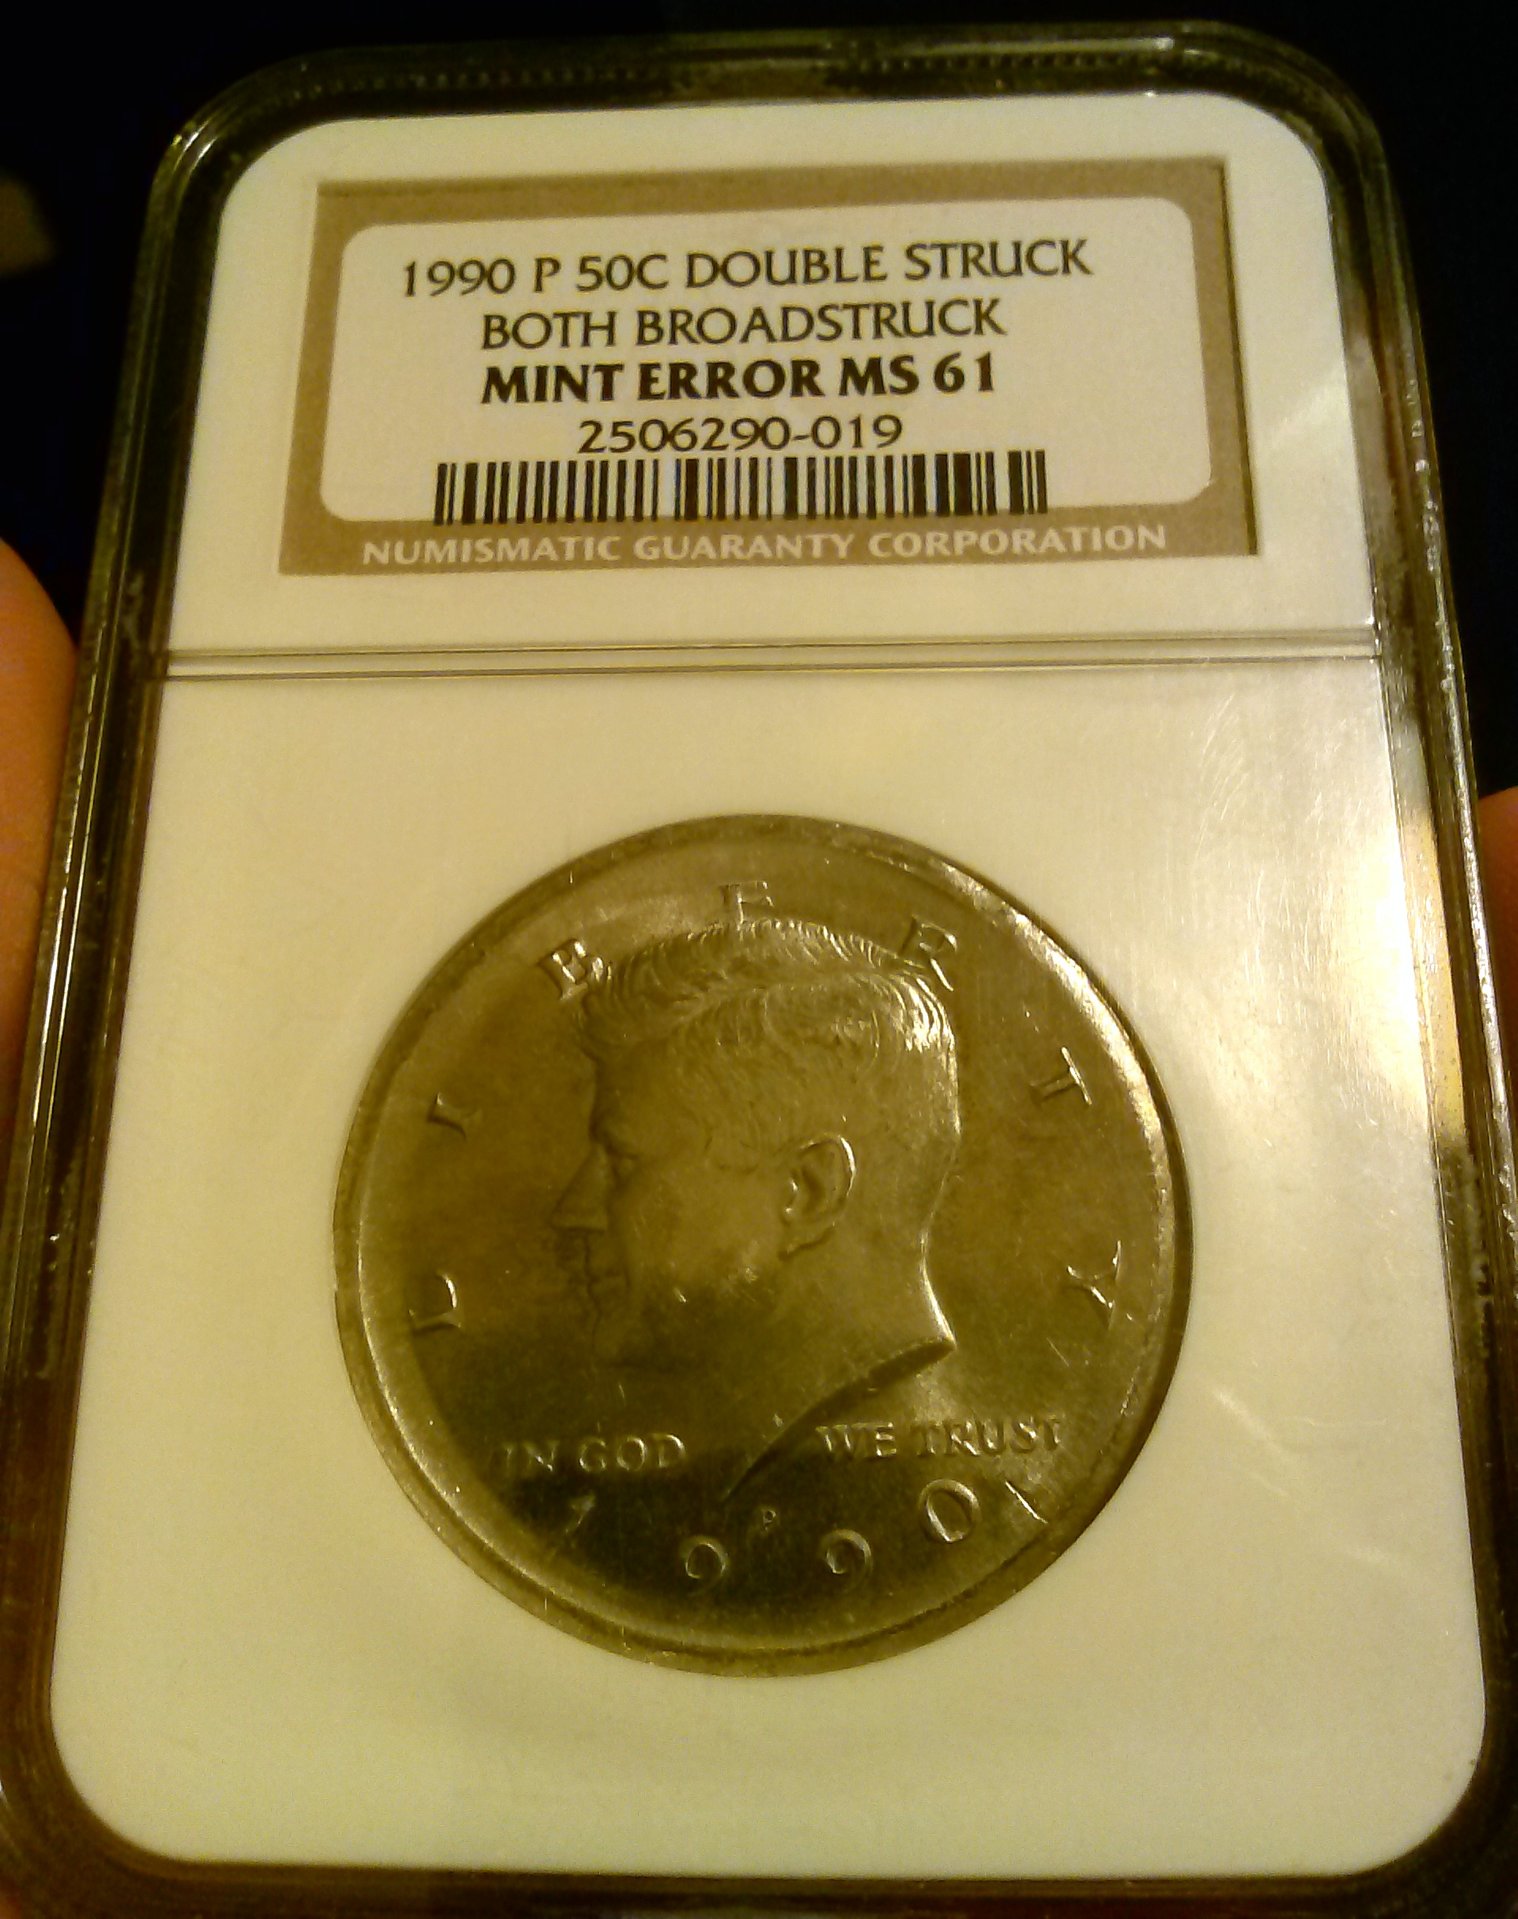 1990 P 50C DOUBLE STRUCK
BOTH BROADSTRUCK
MINT ERROR MS 61
2506290-019
NUMISMATIC GUARANTY CORPORATION
LIBERTY
IN GOD WE TRUST
P
1990